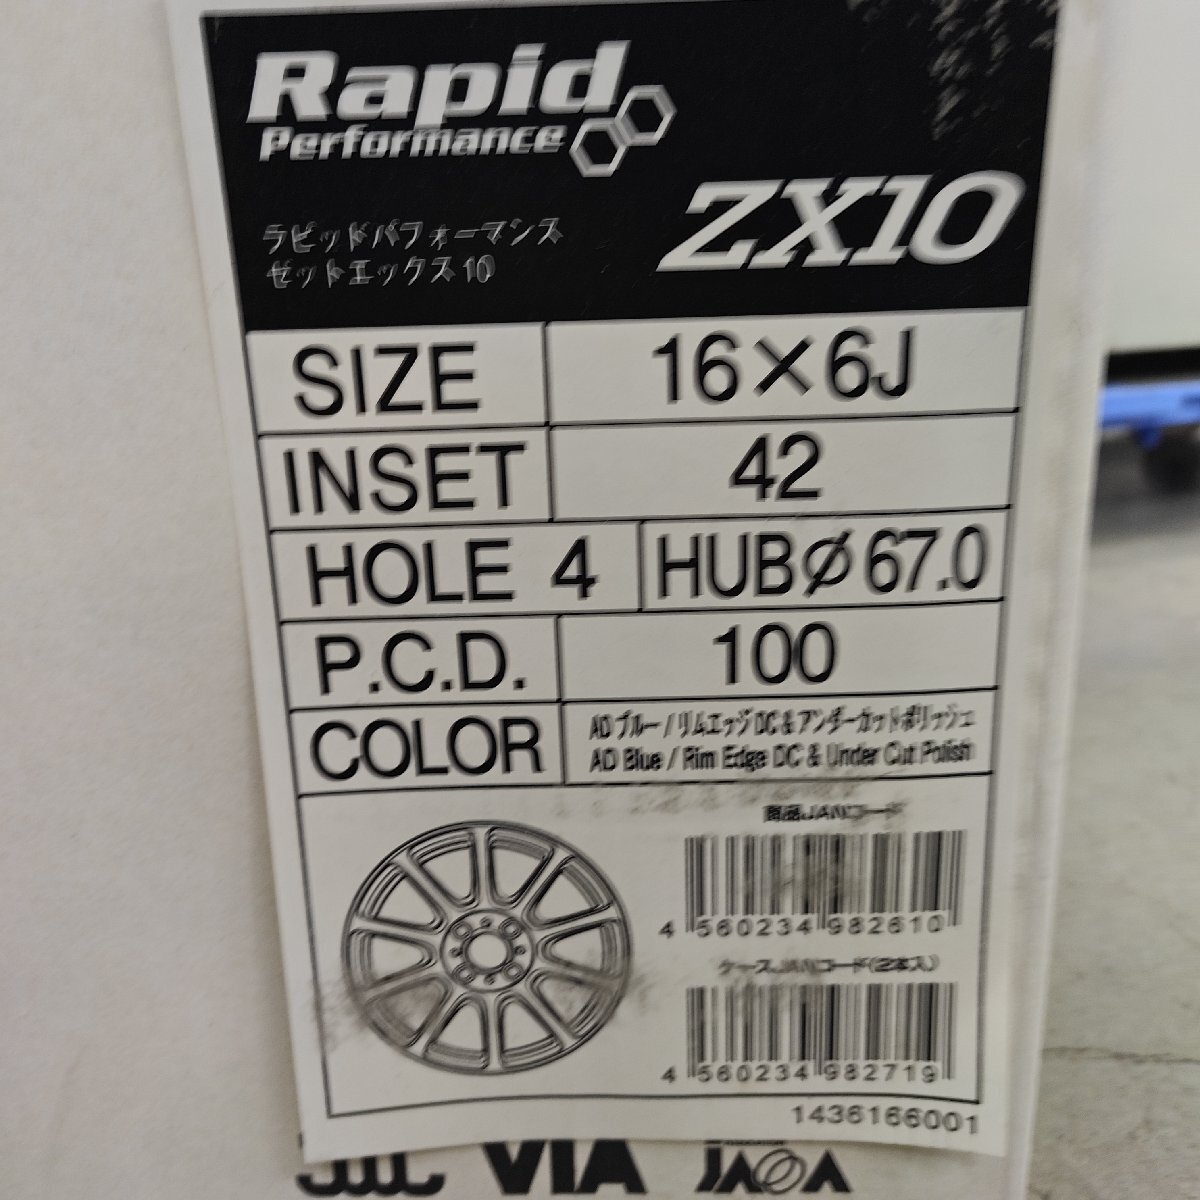 Rapid
Performance
ZX10
ラピッドパフォーマンス
ゼットエックス10
SIZE 16×6J
INSET 42
HOLE 4 HUBφ67.0
P.C.D. 100
COLOR ADブルー/リムエッジDC&アンダーカットポリッシュ
AD Blue / Rim Edge DC & Under Cut Polish
商品JANコード
4 560234 982610
ケースJANコード(2本入)
4 560234 982719
1436166001
VIA